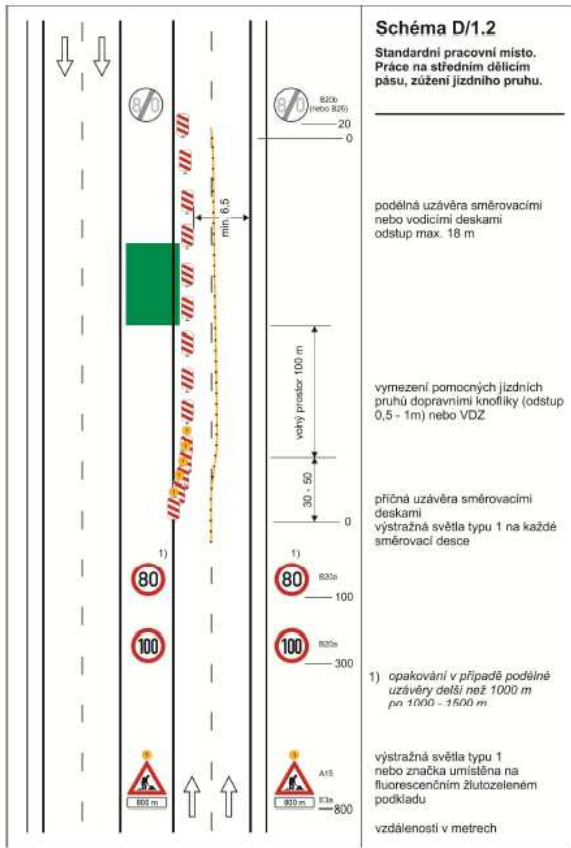 Schéma D/1.2
Standardní pracovní místo.
Práce na středním dělicím
pásu, zúžení jízdního pruhu.
80
80
B20b
(nebo B26)
20
0
min. 6,5
podélná uzávěra směrovacími
nebo vodicími deskami
odstup max. 18 m
volný prostor 100 m
vymezení pomocných jízdních
pruhů dopravními knoflíky (odstup
0,5 - 1m) nebo VDZ
30 - 50
0
příčná uzávěra směrovacími
deskami
výstražná světla typu 1 na každé
směrovací desce
1)
1)
80
80
B20a
100
100
100
B20a
300
1) opakování v případě podélné
uzávěry delší než 1000 m
po 1000 - 1500 m
výstražná světla typu 1
nebo značka umístěna na
fluorescenčním žlutozeleném
podkladu
A15
800 m
800 m
E3a
800
vzdálenosti v metrech